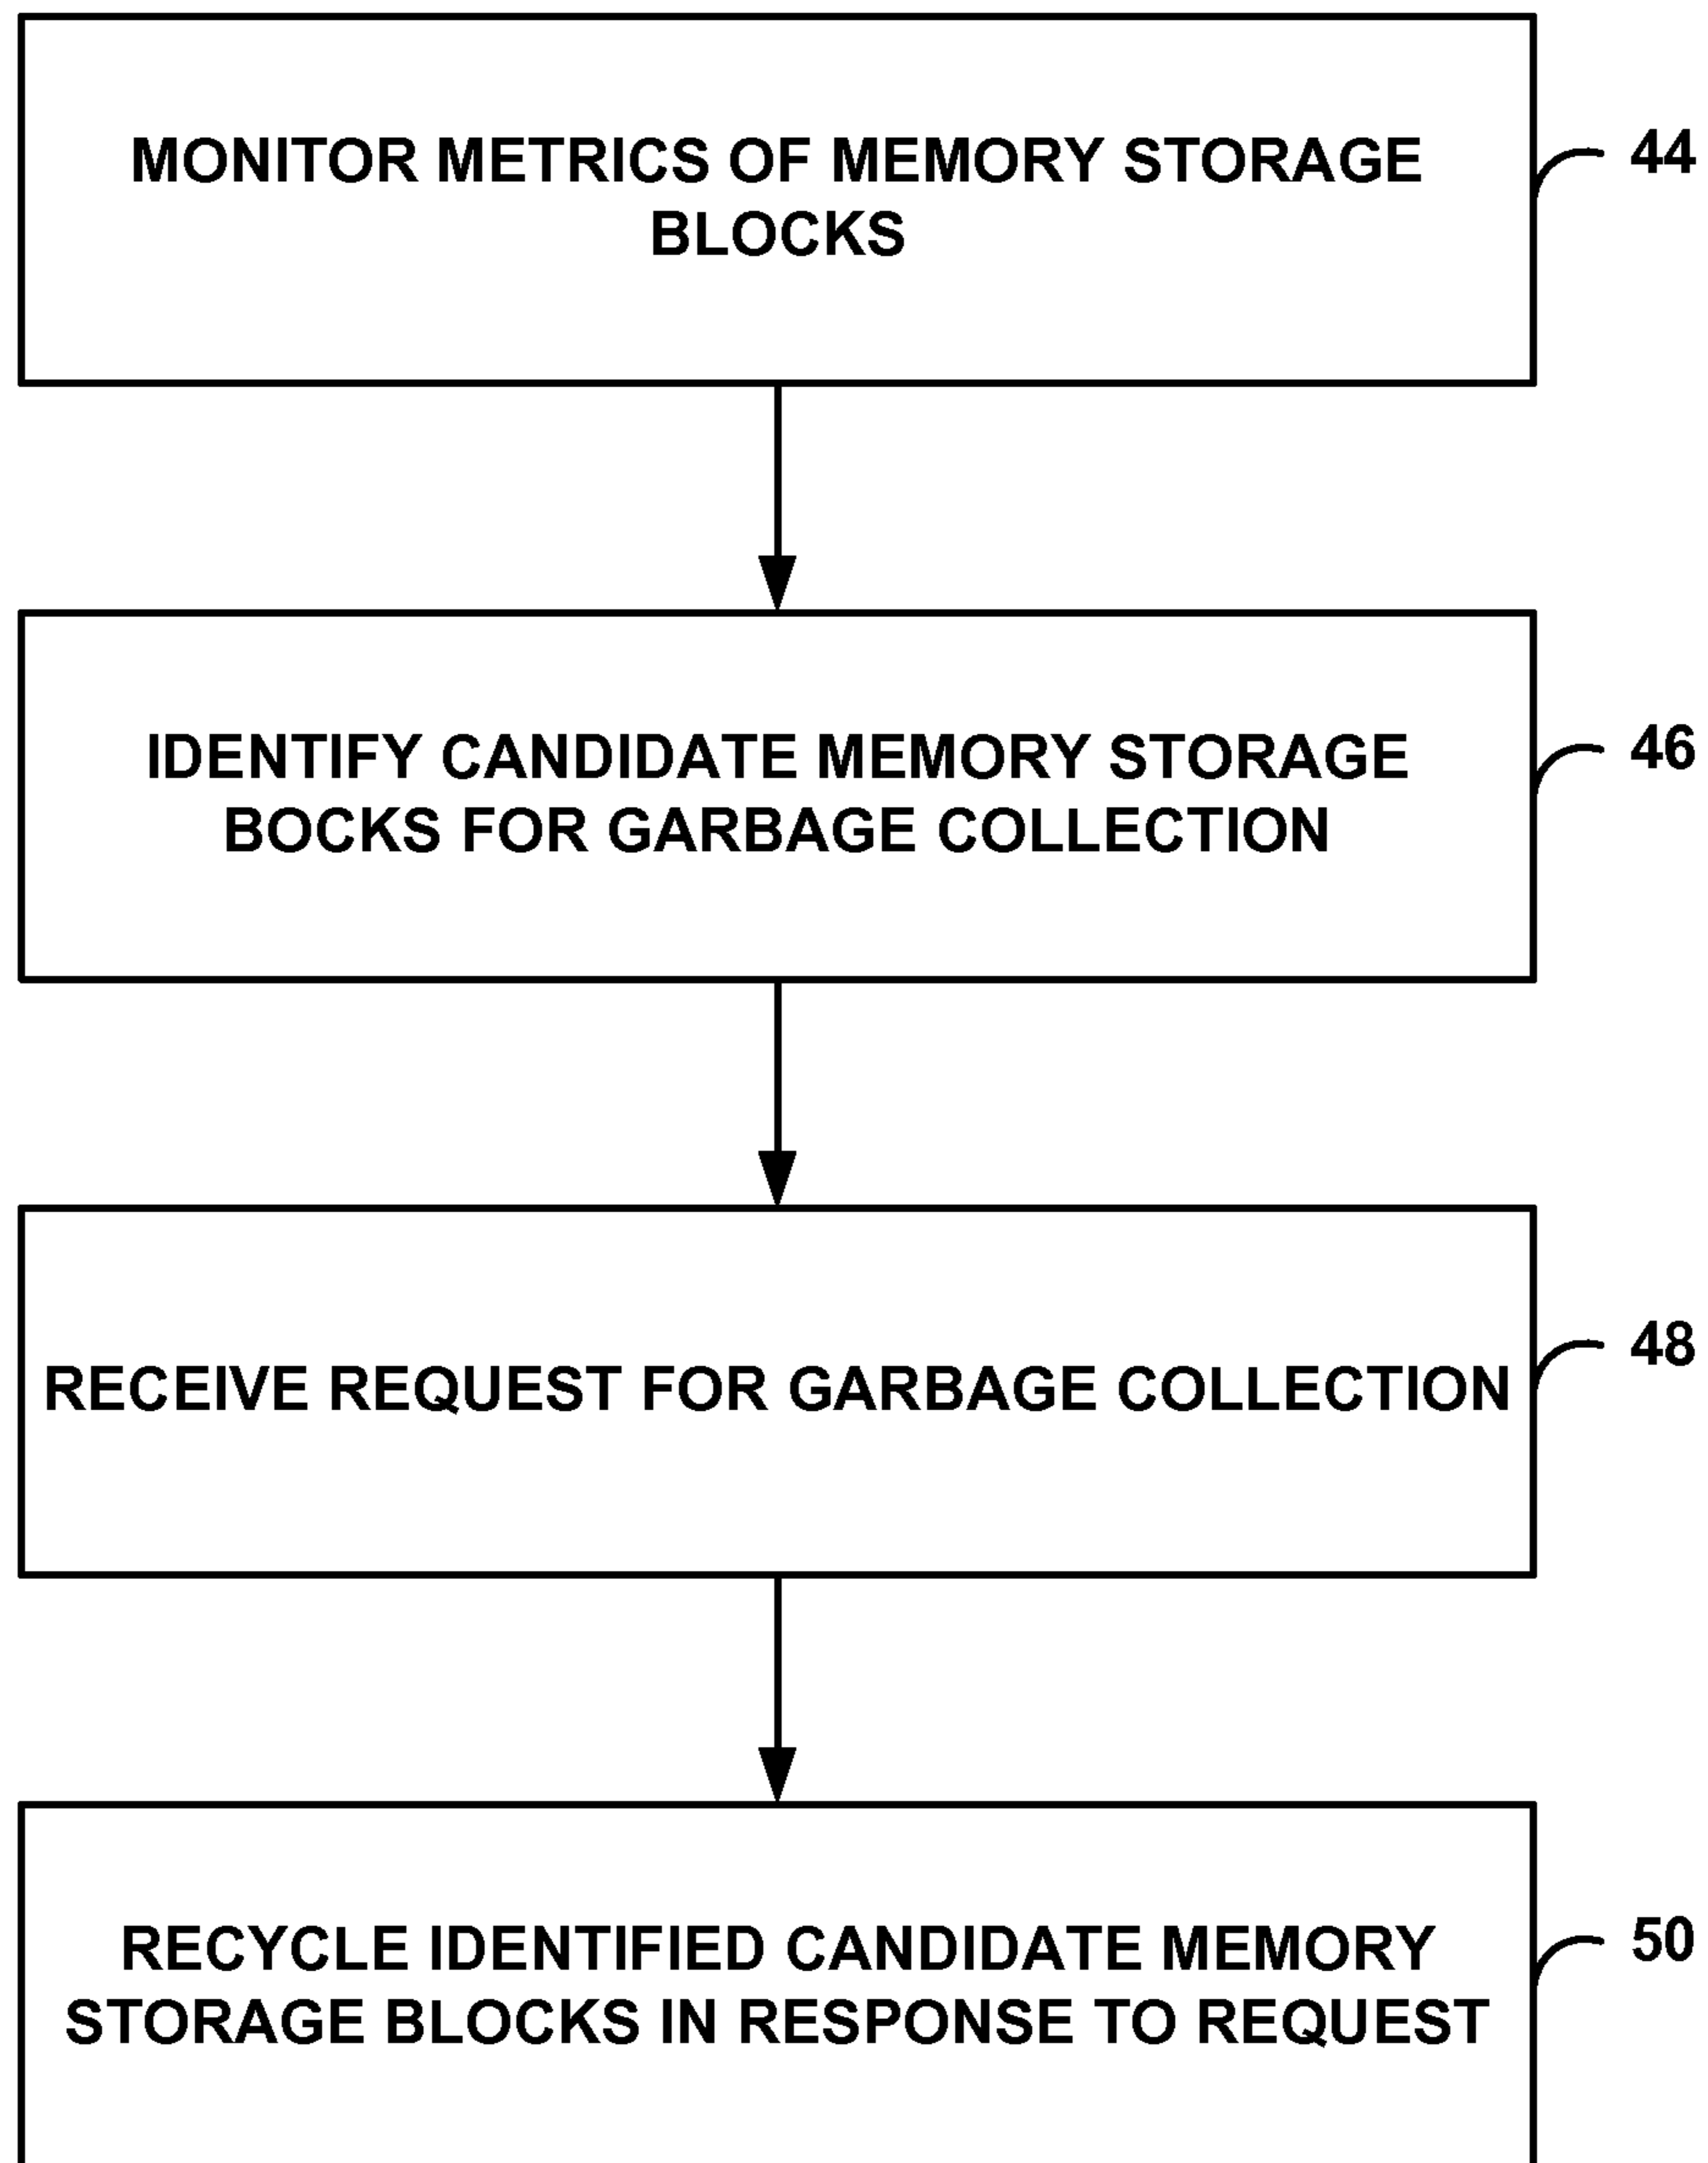 MONITOR METRICS OF MEMORY STORAGE
BLOCKS
44
IDENTIFY CANDIDATE MEMORY STORAGE
BOCKS FOR GARBAGE COLLECTION
46
RECEIVE REQUEST FOR GARBAGE COLLECTION
48
RECYCLE IDENTIFIED CANDIDATE MEMORY
STORAGE BLOCKS IN RESPONSE TO REQUEST
50